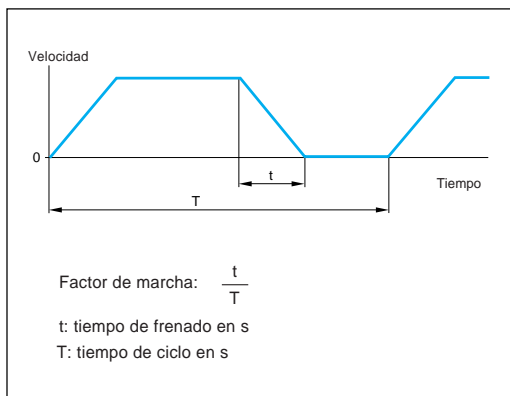 Velocidad
0
t
Tiempo
T
Factor de marcha: t
T
t: tiempo de frenado en s
T: tiempo de ciclo en s